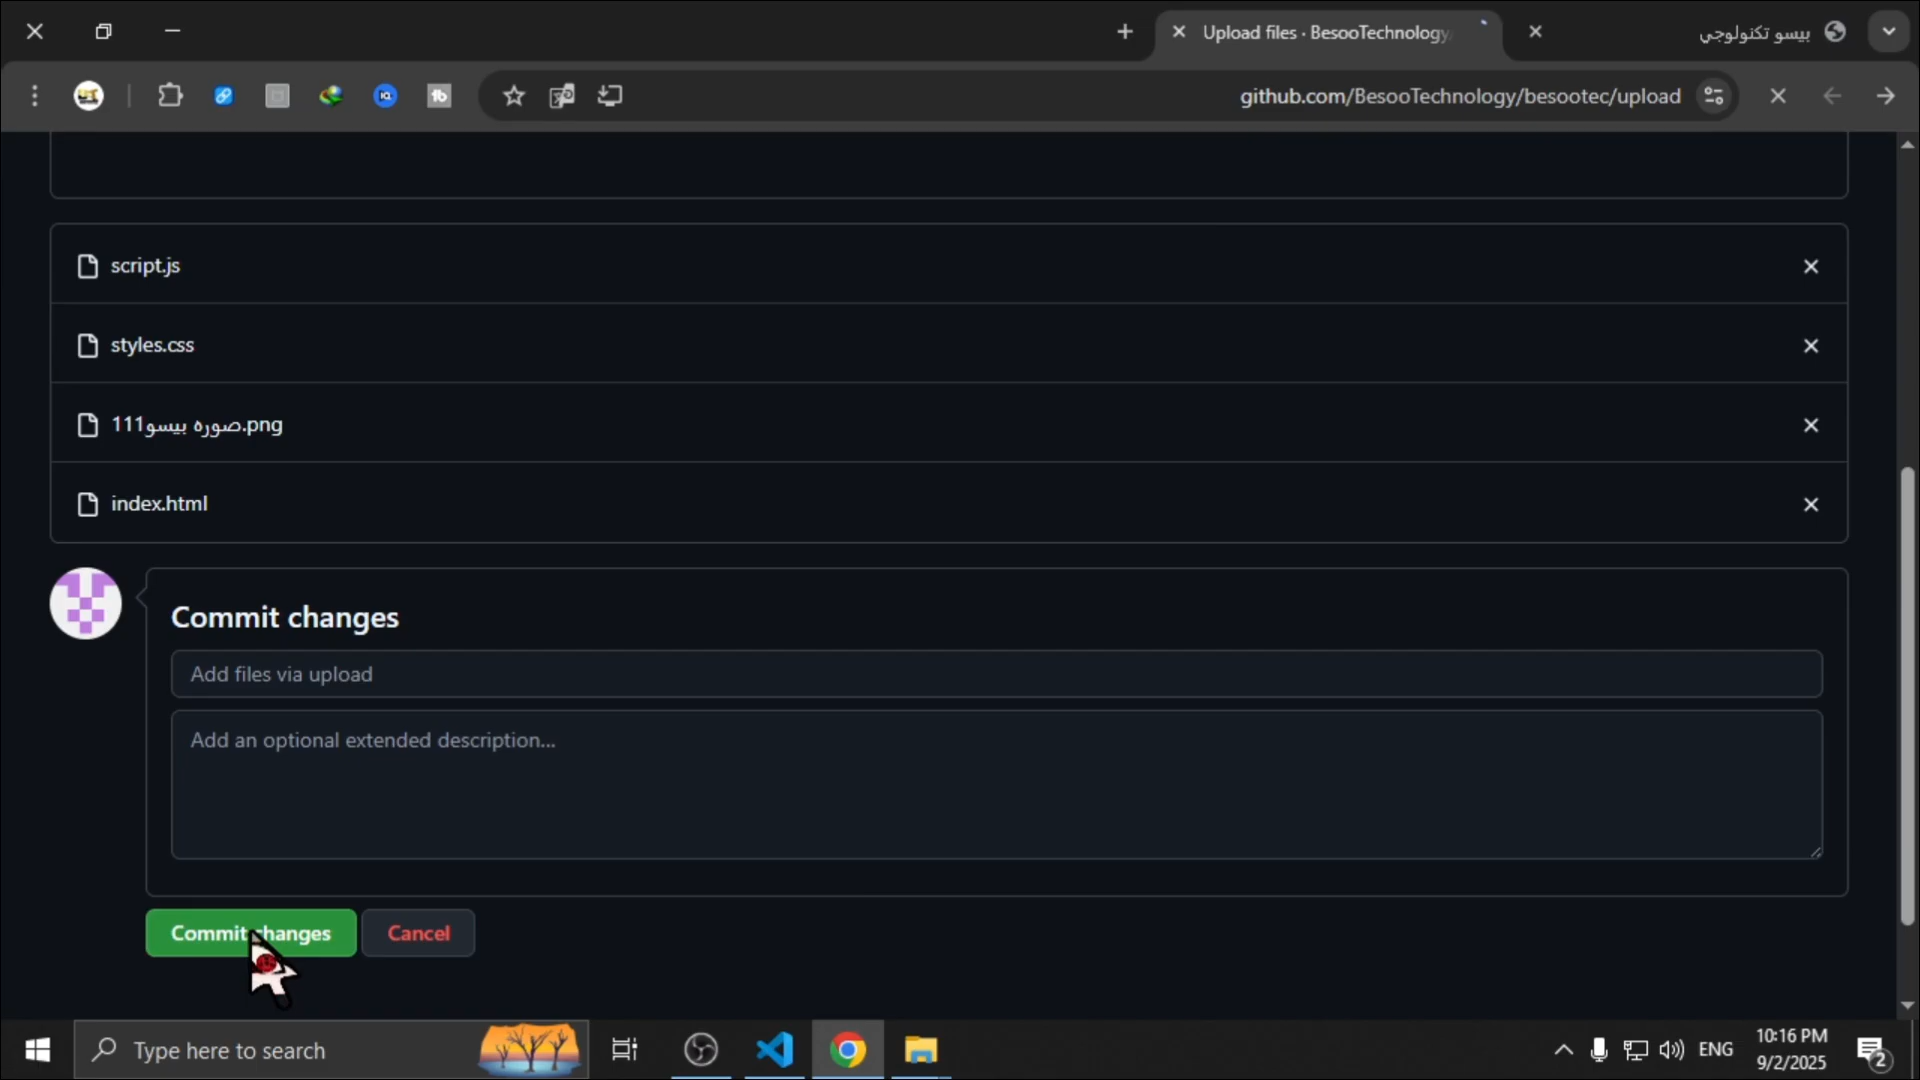 Upload files · BesooTechnology/
بيسو تكنولوجي
github.com/BesooTechnology/besootec/upload
script.js
styles.css
صوره بيسو111.png
index.html
Commit changes
Add files via upload
Add an optional extended description...
Commit changes
Cancel
Type here to search
ENG
10:16 PM
9/2/2025
2